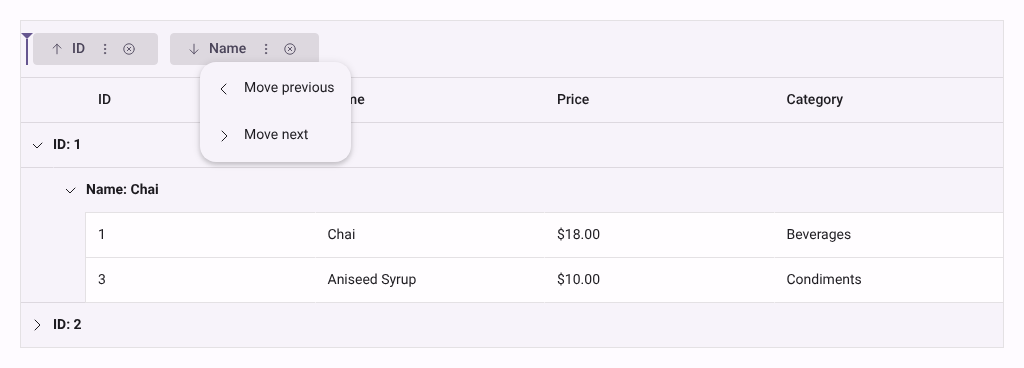 ID Name
Move previous
ID me Price Category
Move next
ID: 1
Name: Chai
1 Chai $18.00 Beverages
3 Aniseed Syrup $10.00 Condiments
ID: 2